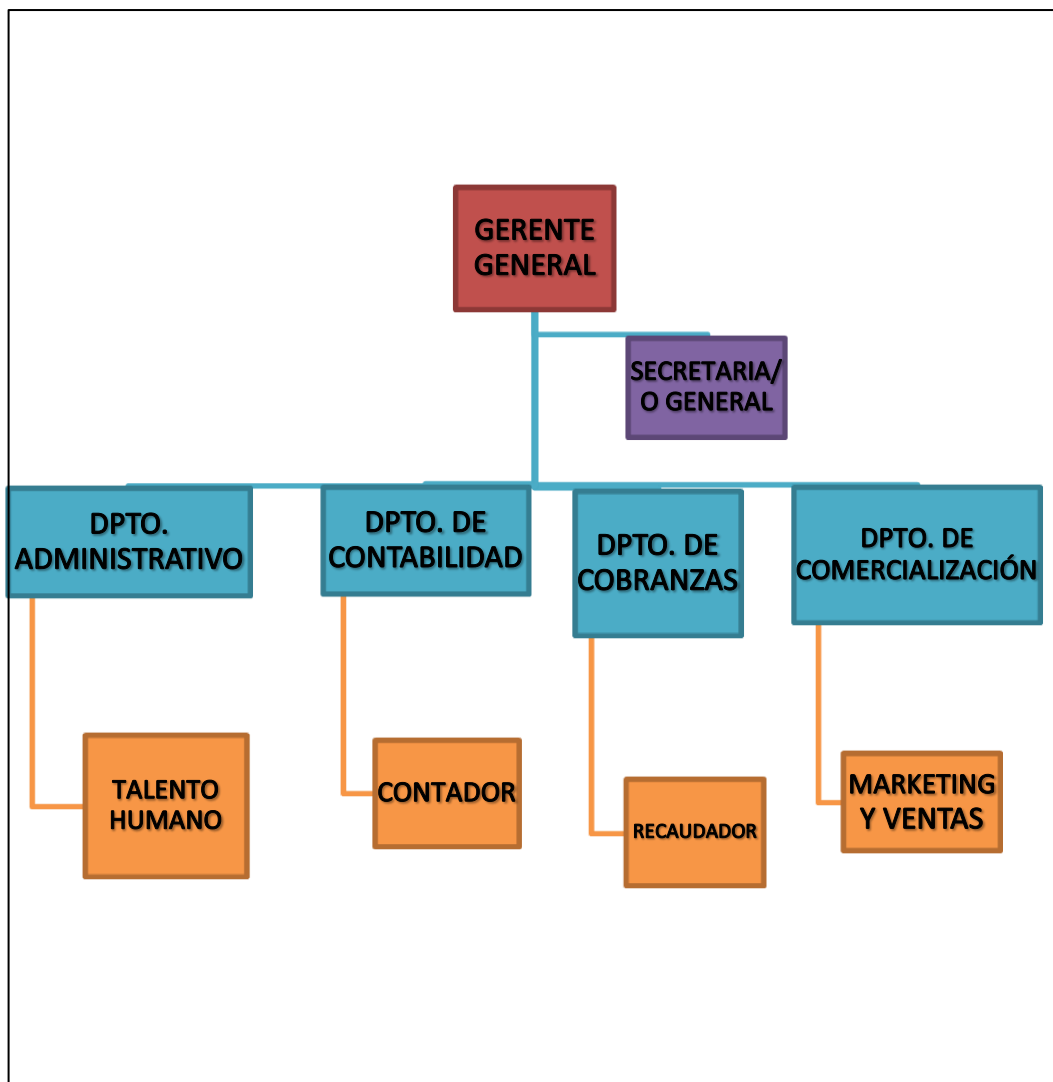 GERENTE
GENERAL
SECRETARIA/
O GENERAL
DPTO.
ADMINISTRATIVO
DPTO. DE
CONTABILIDAD
DPTO. DE
COBRANZAS
DPTO. DE
COMERCIALIZACIÓN
TALENTO
HUMANO
CONTADOR
RECAUDADOR
MARKETING
Y VENTAS